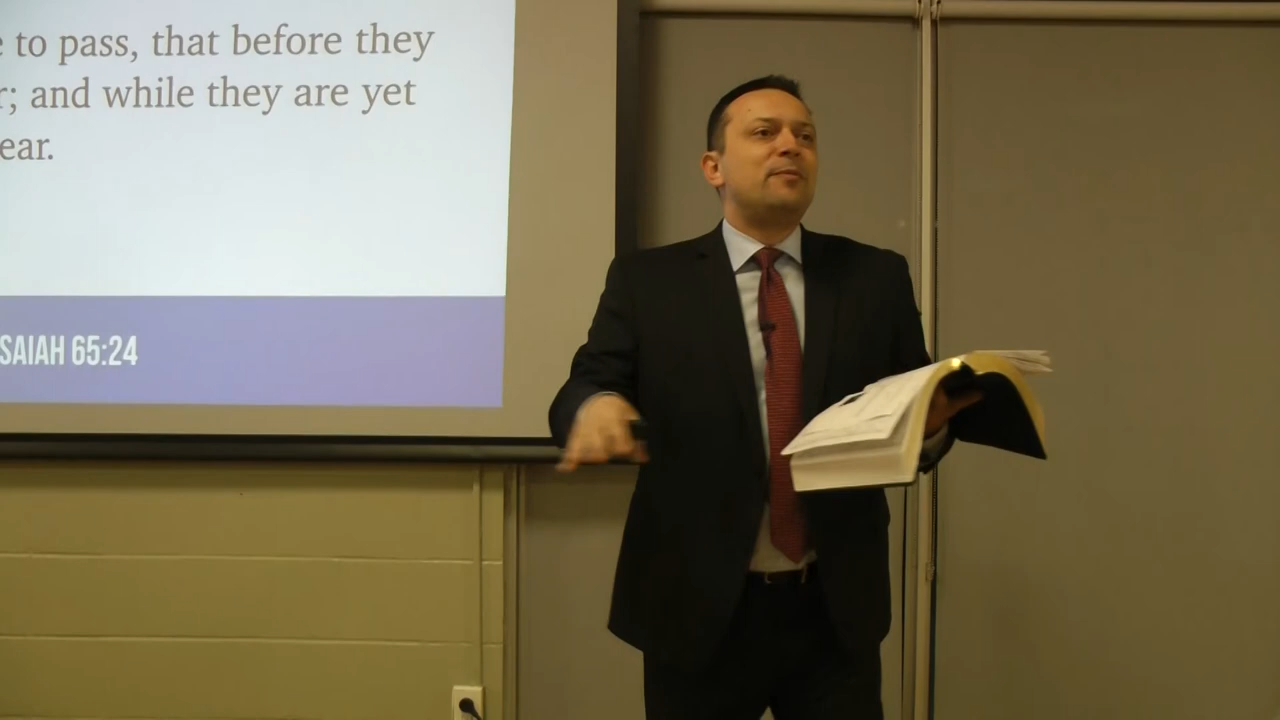 to pass, that before they
; and while they are yet
ear.
SAIAH 65:24